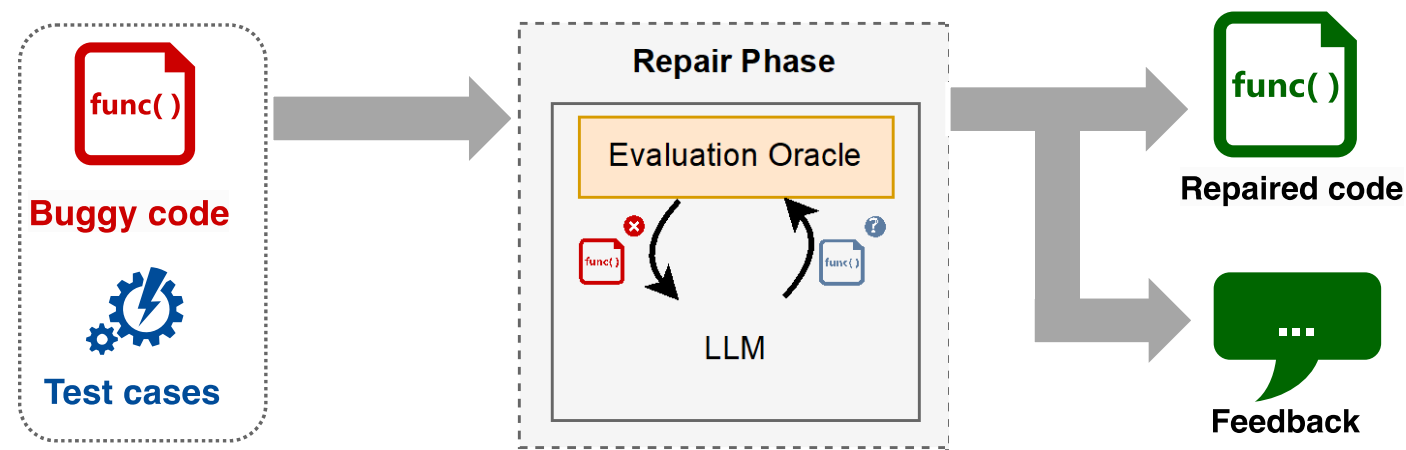 func( )
Buggy code
Test cases
Repair Phase
Evaluation Oracle
func( )
func( )
?
LLM
func( )
Repaired code
...
Feedback